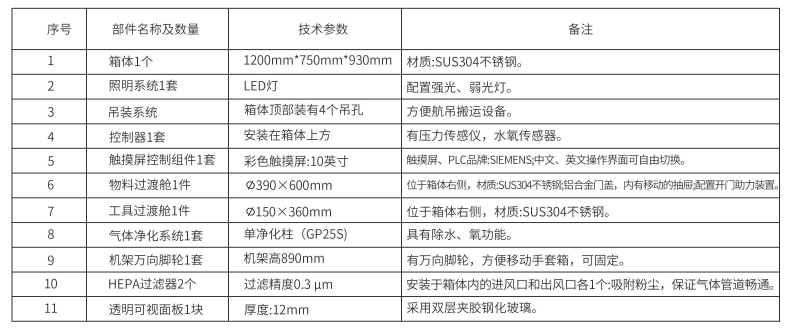 序号 部件名称及数量 技术参数 备注
1 箱体1个 1200mm*750mm*930mm 材质:SUS304不锈钢。
2 照明系统1套 LED灯 配置强光、弱光灯。
3 吊装系统 箱体顶部装有4个吊孔 方便航吊搬运设备。
4 控制器1套 安装在箱体上方 有压力传感仪，水氧传感器。
5 触摸屏控制组件1套 彩色触摸屏:10英寸 触摸屏、PLC品牌:SIEMENS;中文、英文操作界面可自由切换。
6 物料过渡舱1件 Φ390×600mm 位于箱体右侧，材质:SUS304不锈钢;铝合金门盖，内有移动的抽屉;配置开门助力装置。
7 工具过渡舱1件 Φ150×360mm 位于箱体右侧，材质:SUS304不锈钢。
8 气体净化系统1套 单净化柱（GP25S) 具有除水、氧功能。
9 机架万向脚轮1套 机架高890mm 有万向脚轮，方便移动手套箱，可固定。
10 HEPA过滤器2个 过滤精度0.3 μm 安装于箱体内的进风口和出风口各1个:吸附粉尘，保证气体管道畅通。
11 透明可视面板1块 厚度:12mm 采用双层夹胶钢化玻璃。